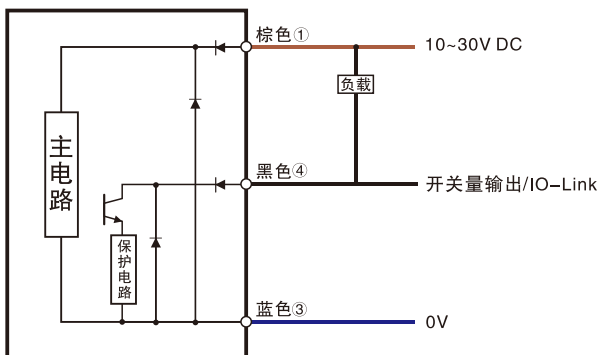 棕色①
10~30V DC
负载
主电路
黑色④
开关量输出/IO-Link
保护电路
蓝色③
0V